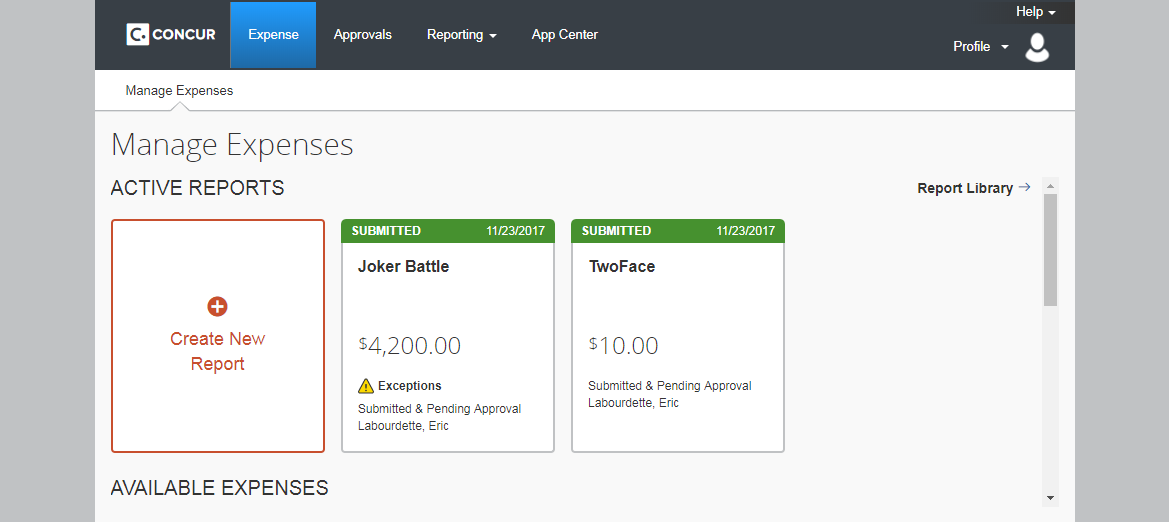 Help
C. CONCUR
Expense
Approvals
Reporting
App Center
Profile
Manage Expenses
Manage Expenses
ACTIVE REPORTS
Report Library
Create New
Report
SUBMITTED 11/23/2017
Joker Battle
$4,200.00
Exceptions
Submitted & Pending Approval
Labourdette, Eric
SUBMITTED 11/23/2017
TwoFace
$10.00
Submitted & Pending Approval
Labourdette, Eric
AVAILABLE EXPENSES